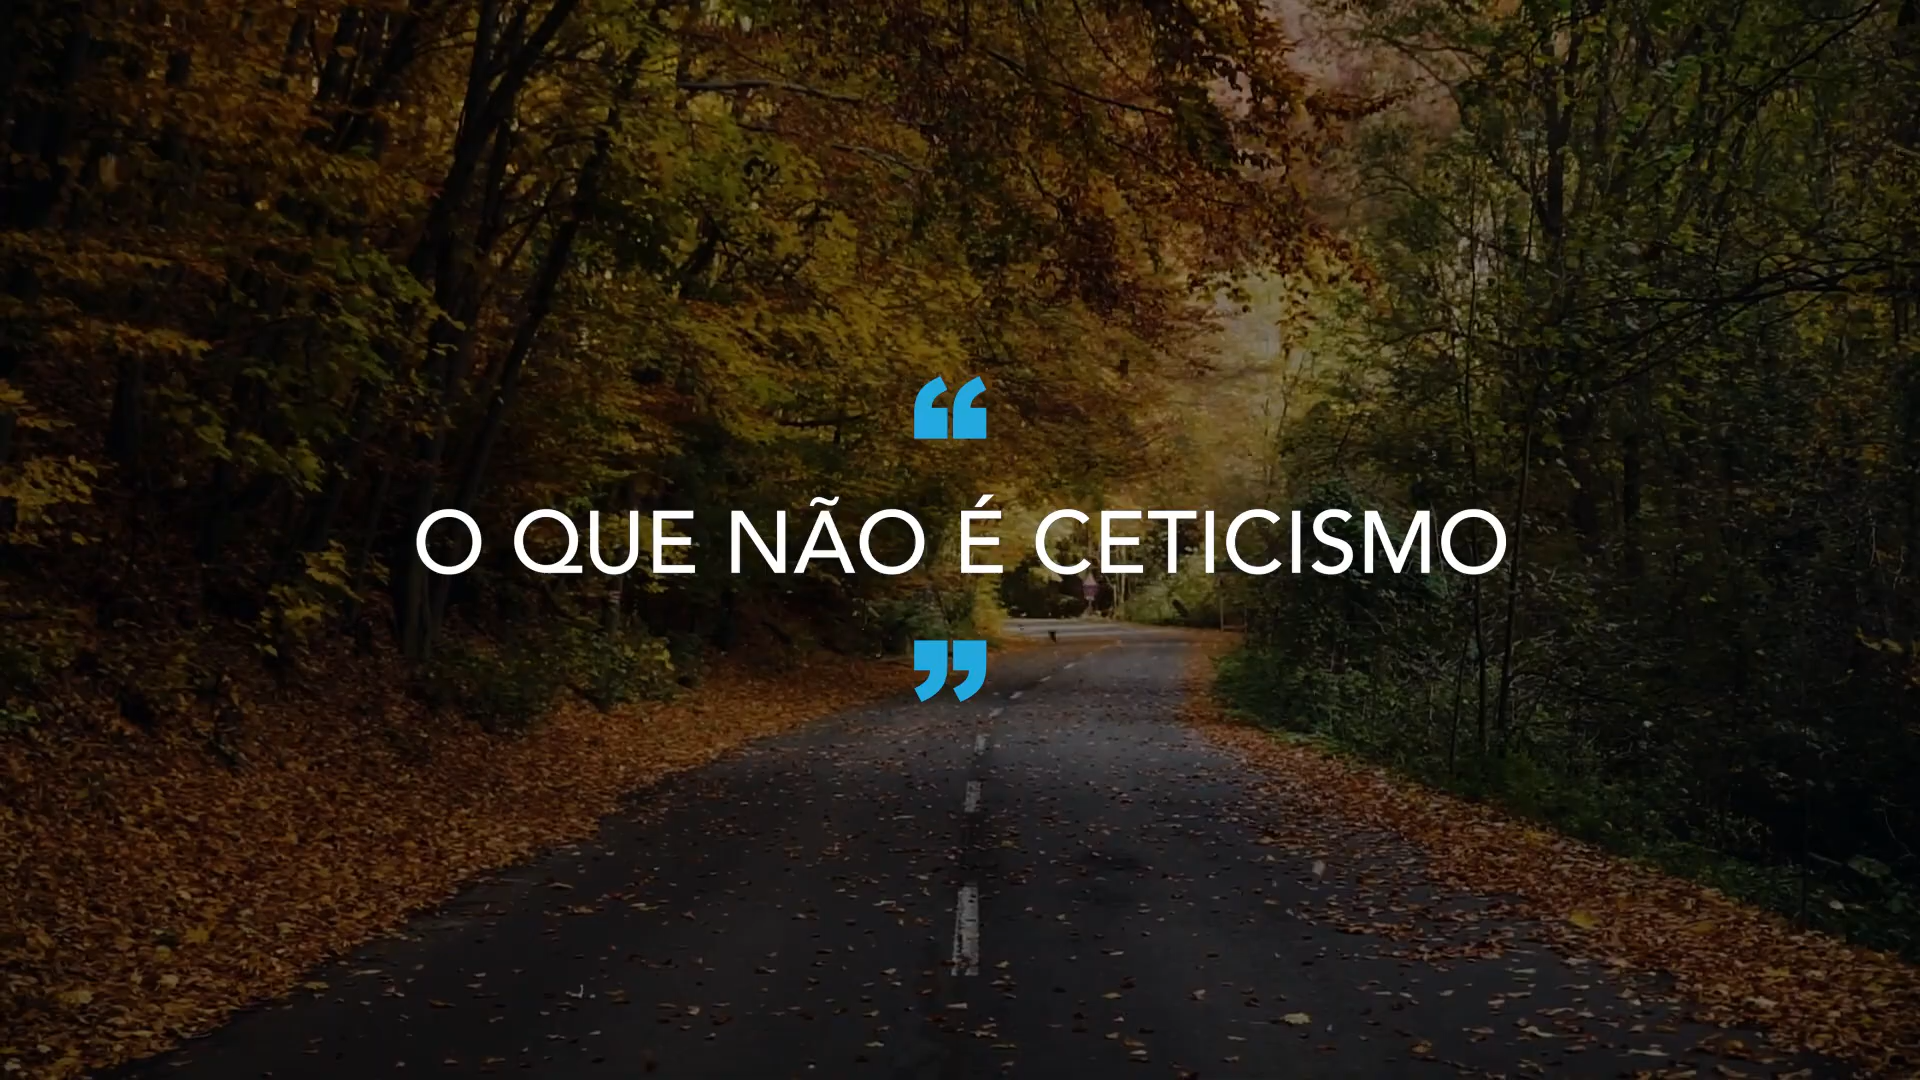 “
O QUE NÃO É CETICISMO
”